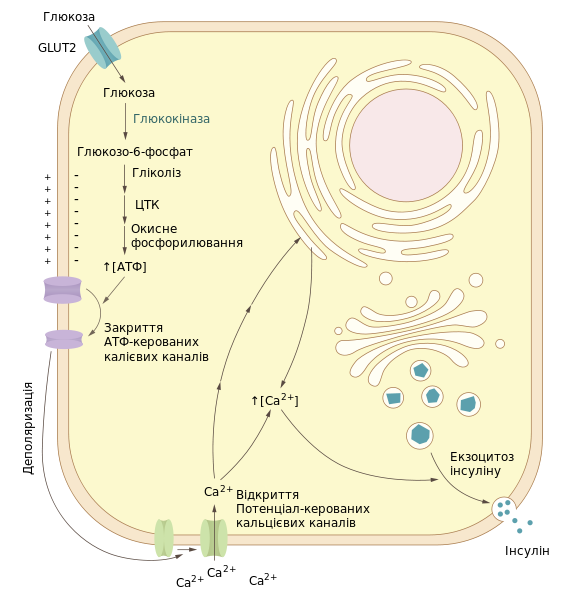 Глюкоза
GLUT2
Глюкоза
Глюкокіназа
Глюкозо-6-фосфат
Гліколіз
ЦТК
Окисне
фосфорилювання
↑[АТФ]
+ -
+ -
+ -
+ -
+ -
+ -
+ -
+ -
Закриття
АТФ-керованих
калієвих каналів
Деполяризація
↑[Ca2+]
Ca2+
Відкриття
Потенціал-керованих
кальцієвих каналів
Екзоцитоз
інсуліну
Інсулін
Ca2+
Ca2+
Ca2+